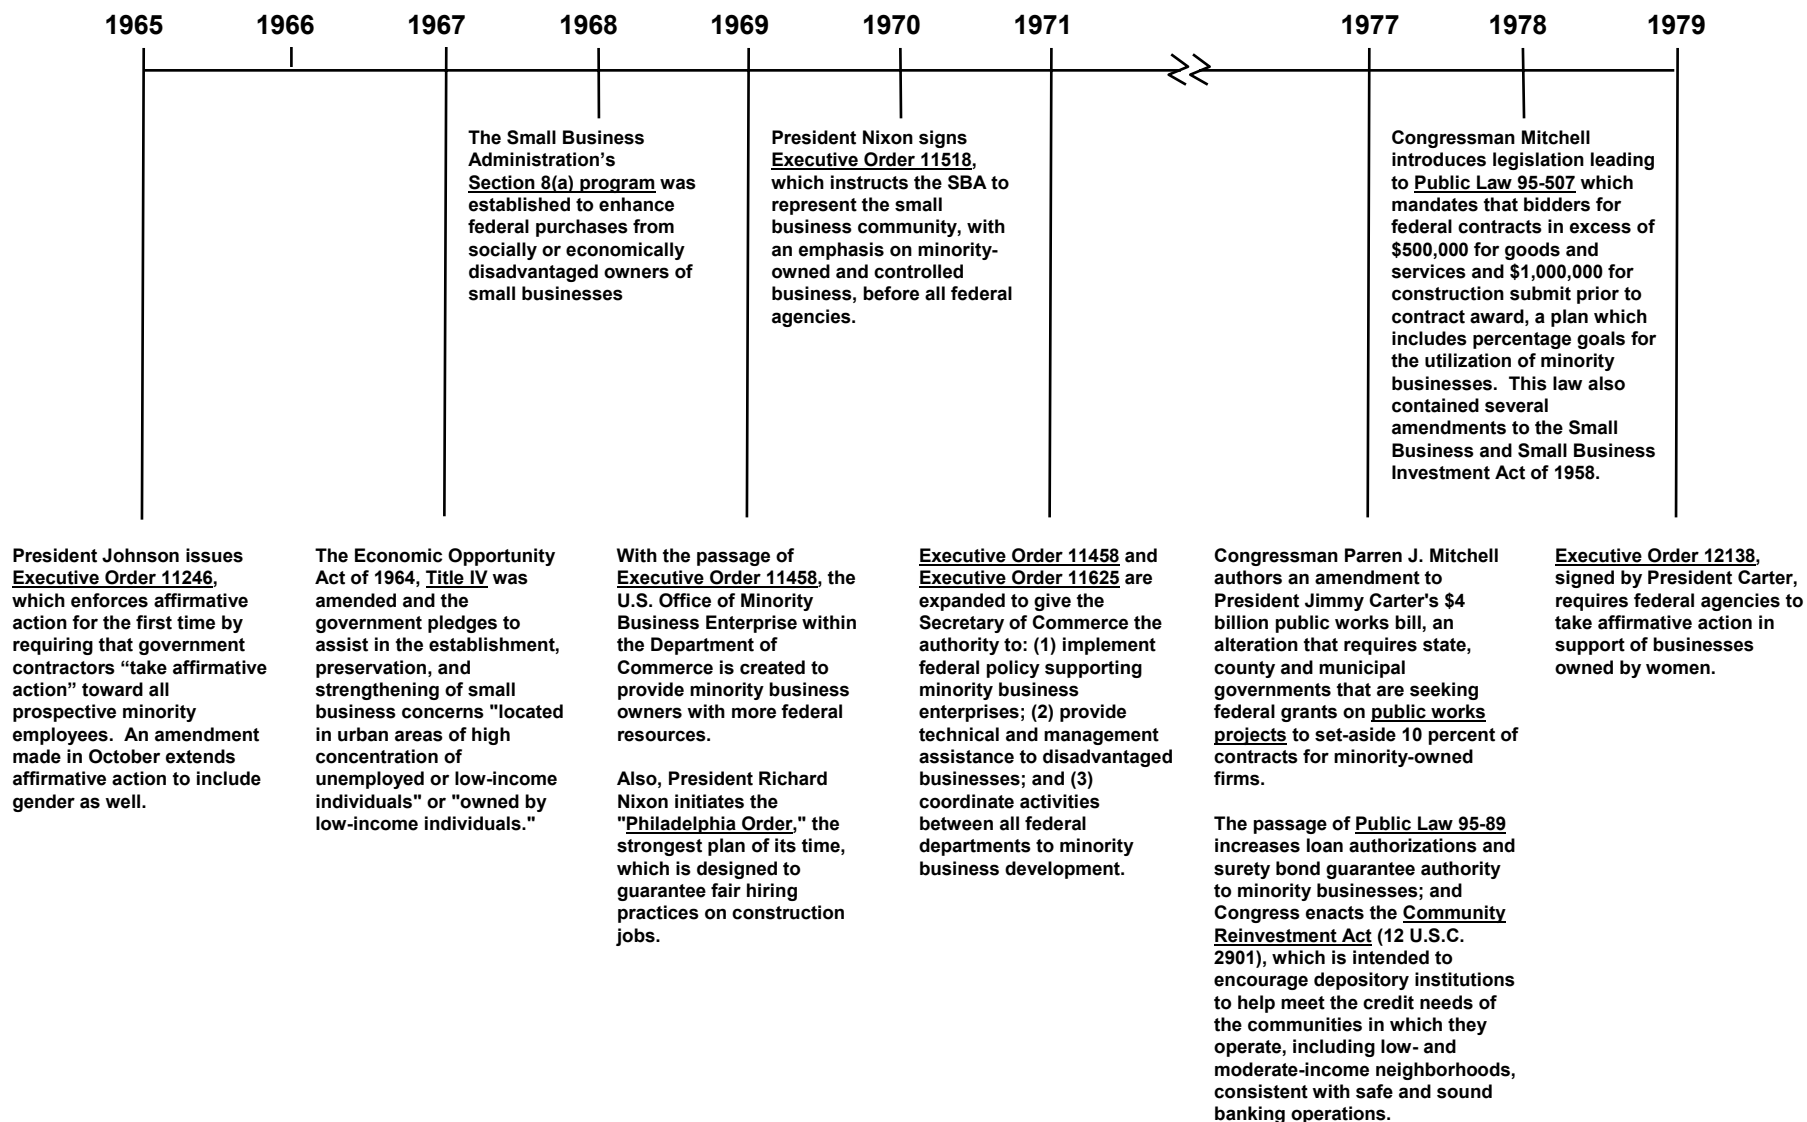 1965
1966
1967
1968
1969
1970
1971
1977
1978
1979
The Small Business
Administration’s
Section 8(a) program was
established to enhance
federal purchases from
socially or economically
disadvantaged owners of
small businesses
President Nixon signs
Executive Order 11518,
which instructs the SBA to
represent the small
business community, with
an emphasis on minority-
owned and controlled
business, before all federal
agencies.
Congressman Mitchell
introduces legislation leading
to Public Law 95-507 which
mandates that bidders for
federal contracts in excess of
$500,000 for goods and
services and $1,000,000 for
construction submit prior to
contract award, a plan which
includes percentage goals for
the utilization of minority
businesses.  This law also
contained several
amendments to the Small
Business and Small Business
Investment Act of 1958.
President Johnson issues
Executive Order 11246,
which enforces affirmative
action for the first time by
requiring that government
contractors “take affirmative
action” toward all
prospective minority
employees.  An amendment
made in October extends
affirmative action to include
gender as well.
The Economic Opportunity
Act of 1964, Title IV was
amended and the
government pledges to
assist in the establishment,
preservation, and
strengthening of small
business concerns "located
in urban areas of high
concentration of
unemployed or low-income
individuals" or "owned by
low-income individuals."
With the passage of
Executive Order 11458, the
U.S. Office of Minority
Business Enterprise within
the Department of
Commerce is created to
provide minority business
owners with more federal
resources.
Also, President Richard
Nixon initiates the
"Philadelphia Order," the
strongest plan of its time,
which is designed to
guarantee fair hiring
practices on construction
jobs.
Executive Order 11458 and
Executive Order 11625 are
expanded to give the
Secretary of Commerce the
authority to: (1) implement
federal policy supporting
minority business
enterprises; (2) provide
technical and management
assistance to disadvantaged
businesses; and (3)
coordinate activities
between all federal
departments to minority
business development.
Congressman Parren J. Mitchell
authors an amendment to
President Jimmy Carter's $4
billion public works bill, an
alteration that requires state,
county and municipal
governments that are seeking
federal grants on public works
projects to set-aside 10 percent of
contracts for minority-owned
firms.
The passage of Public Law 95-89
increases loan authorizations and
surety bond guarantee authority
to minority businesses; and
Congress enacts the Community
Reinvestment Act (12 U.S.C.
2901), which is intended to
encourage depository institutions
to help meet the credit needs of
the communities in which they
operate, including low- and
moderate-income neighborhoods,
consistent with safe and sound
banking operations.
Executive Order 12138,
signed by President Carter,
requires federal agencies to
take affirmative action in
support of businesses
owned by women.